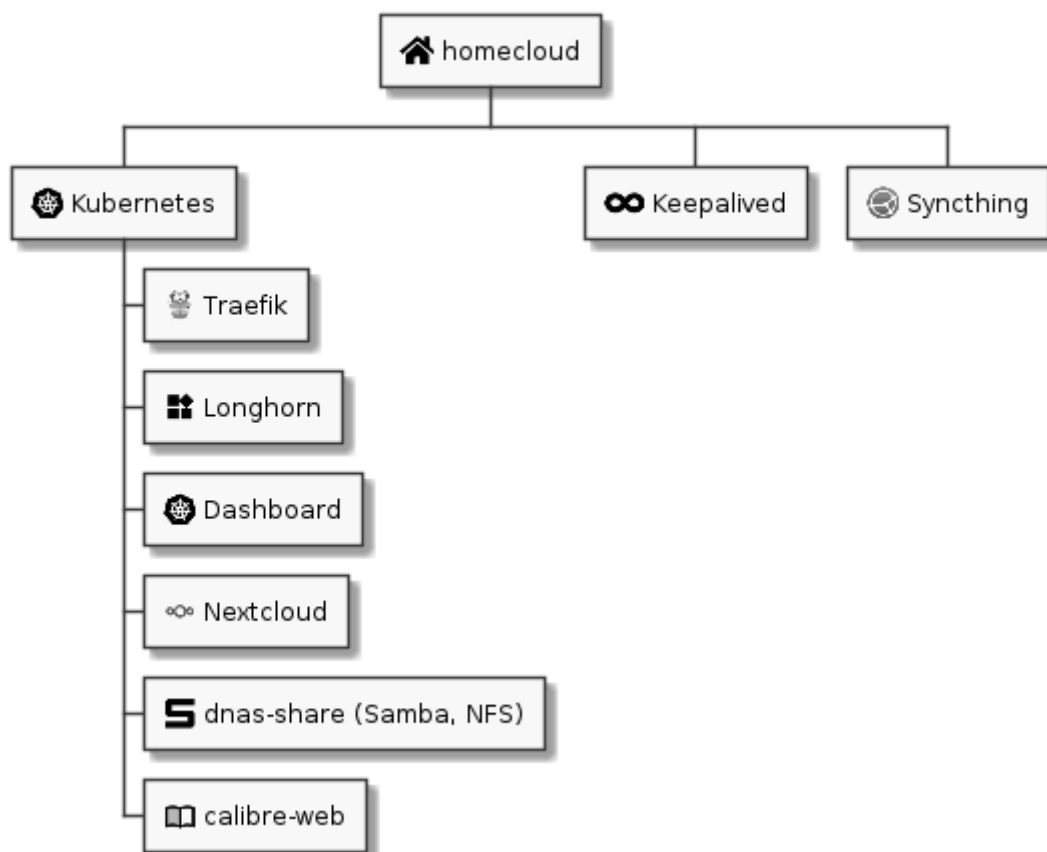 homecloud
Kubernetes
Keepalived
Syncthing
Traefik
Longhorn
Dashboard
Nextcloud
dnas-share (Samba, NFS)
calibre-web